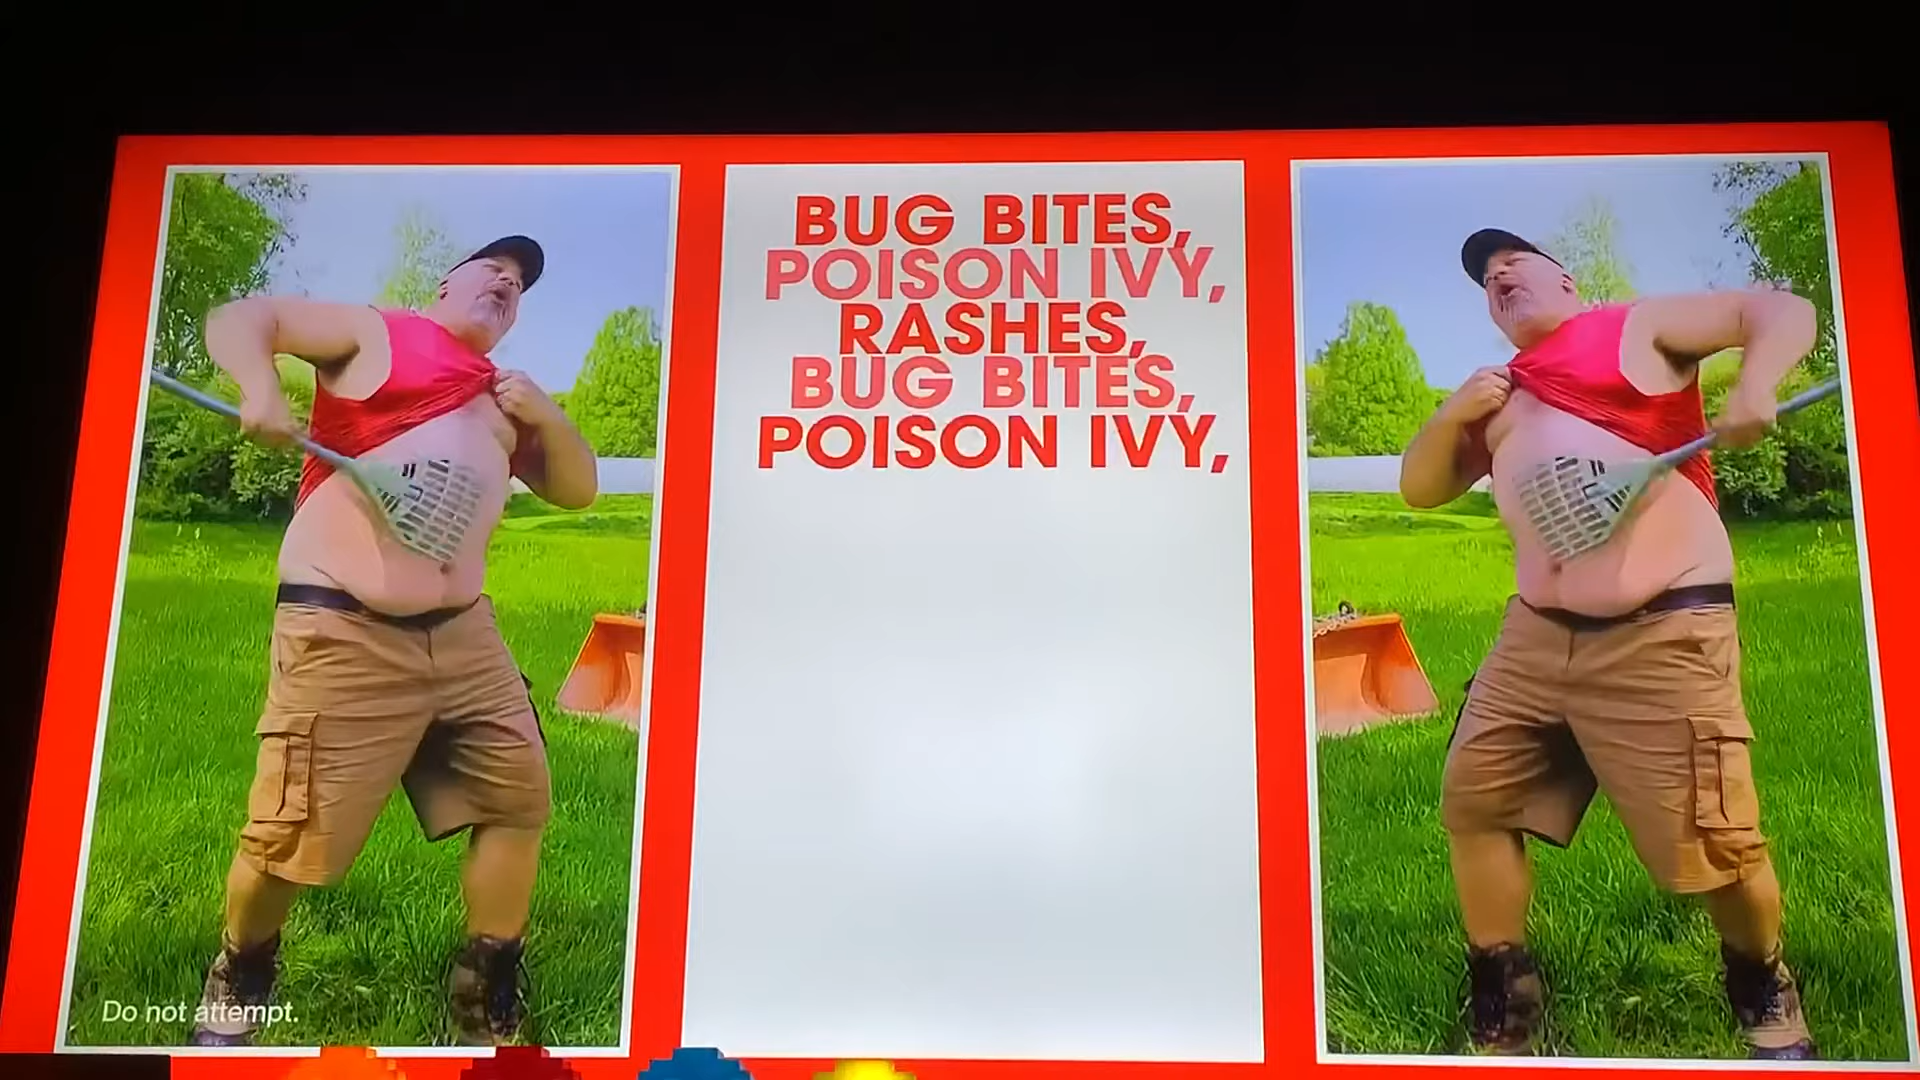 BUG BITES,
POISON IVY,
RASHES,
BUG BITES,
POISON IVY,
Do not attempt.